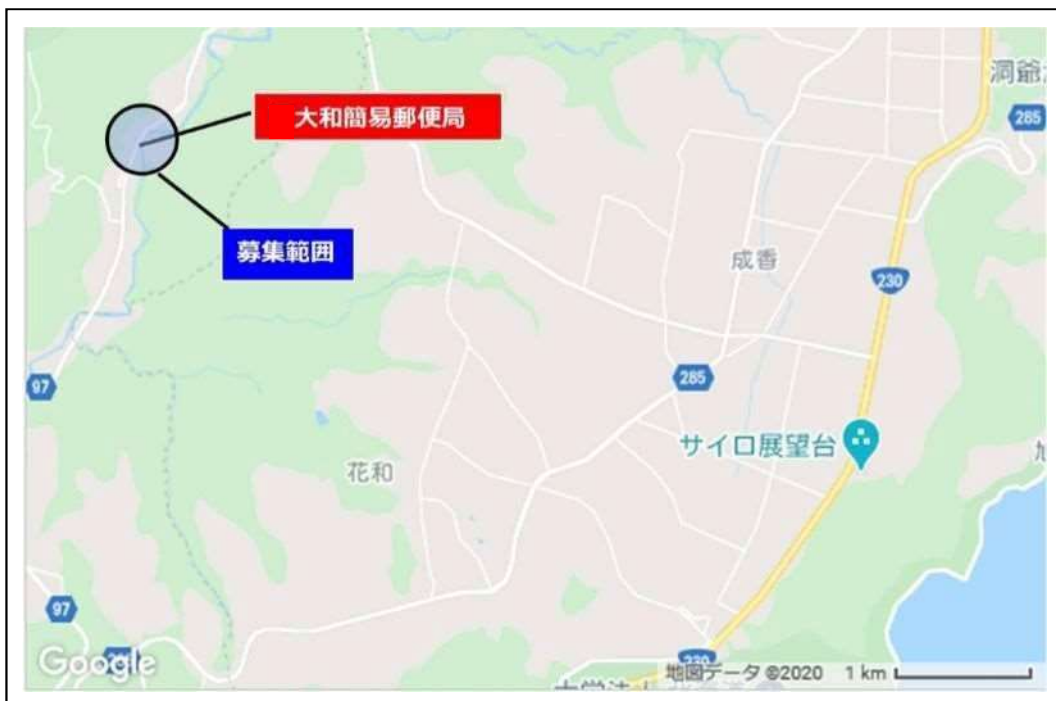 洞爺
285
大和簡易郵便局
募集範囲
成香
230
97
285
サイロ展望台
花和
97
230
Google
地図データ ©2020
1 km